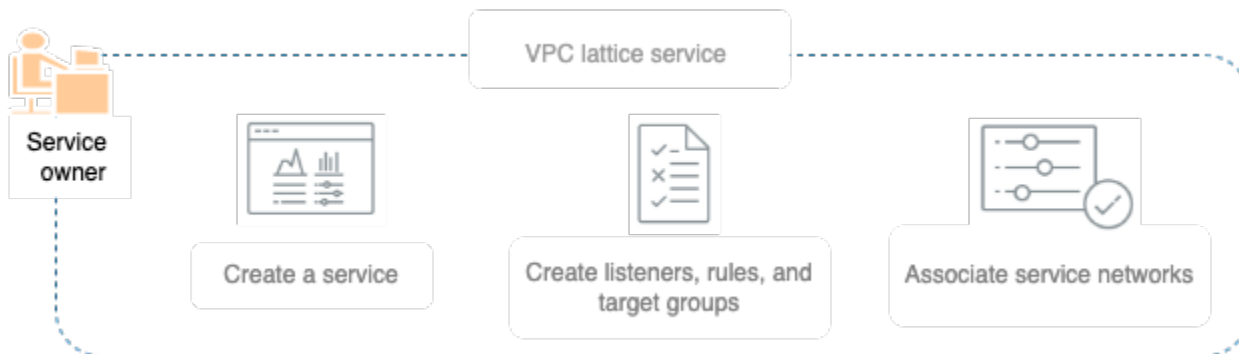 VPC lattice service
Service
owner
Create a service
Create listeners, rules, and
target groups
Associate service networks